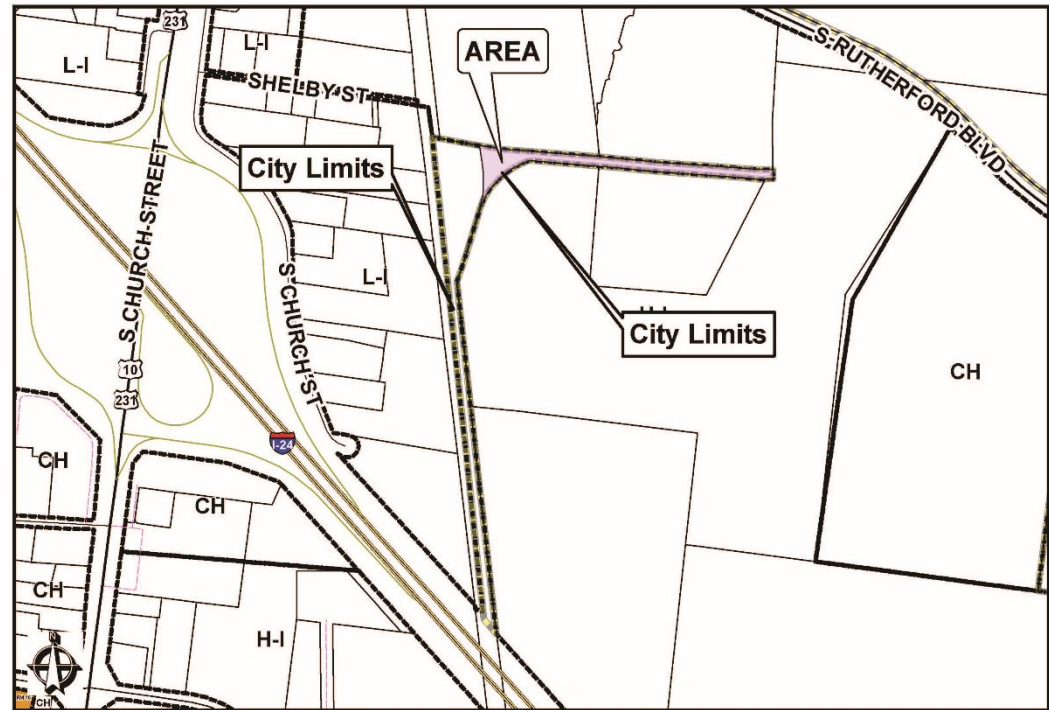 231
L-I
L-I
AREA
S RUTHERFORD BLVD
SHELBY ST
City Limits
S CHURCH STREET
S CHURCH ST
L-I
City Limits
CH
10
231
I-24
CH
CH
CH
H-I
N
CH